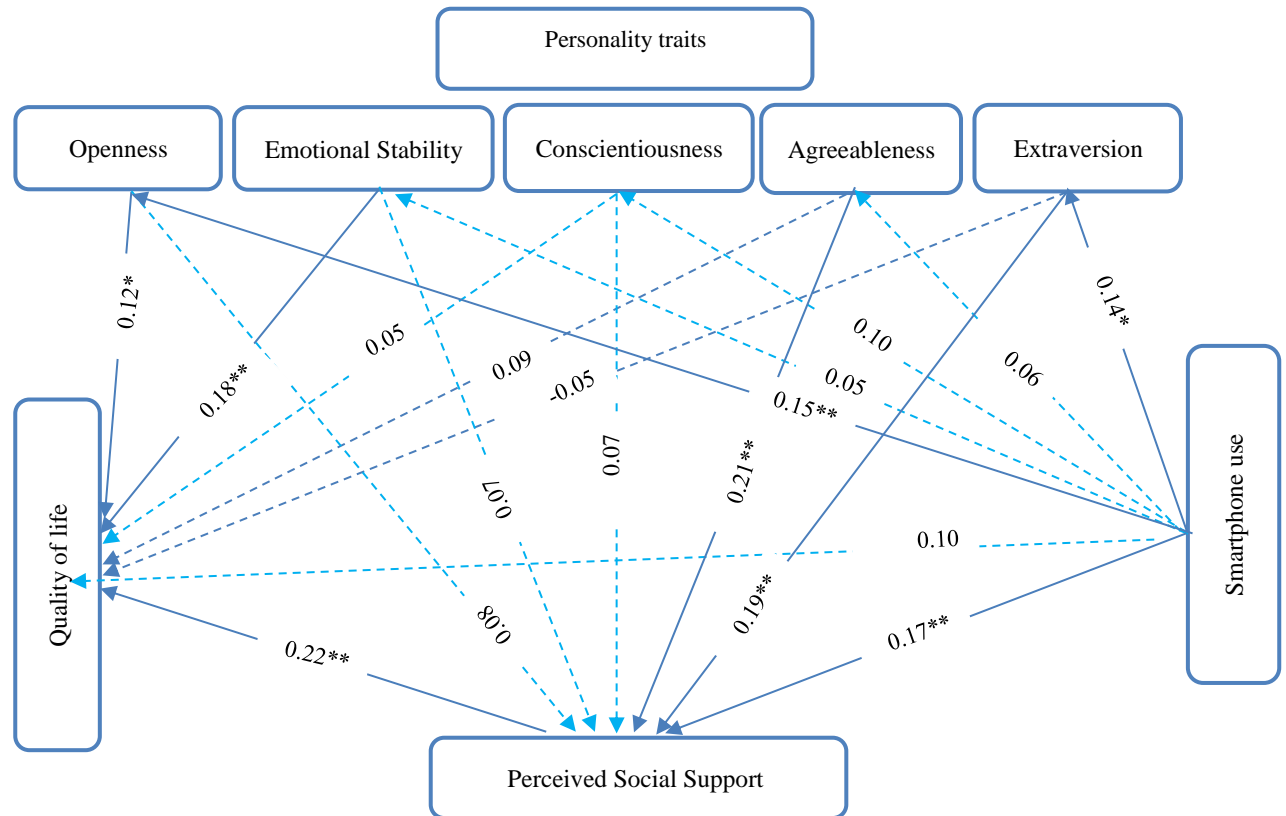 Personality traits
Openness
Emotional Stability
Conscientiousness
Agreeableness
Extraversion
0.12*
0.18**
0.05
0.09
-0.05
0.07
0.07
0.08
0.21**
0.19**
0.15**
0.05
0.10
0.06
0.14*
0.10
0.17**
0.22**
Quality of life
Smartphone use
Perceived Social Support